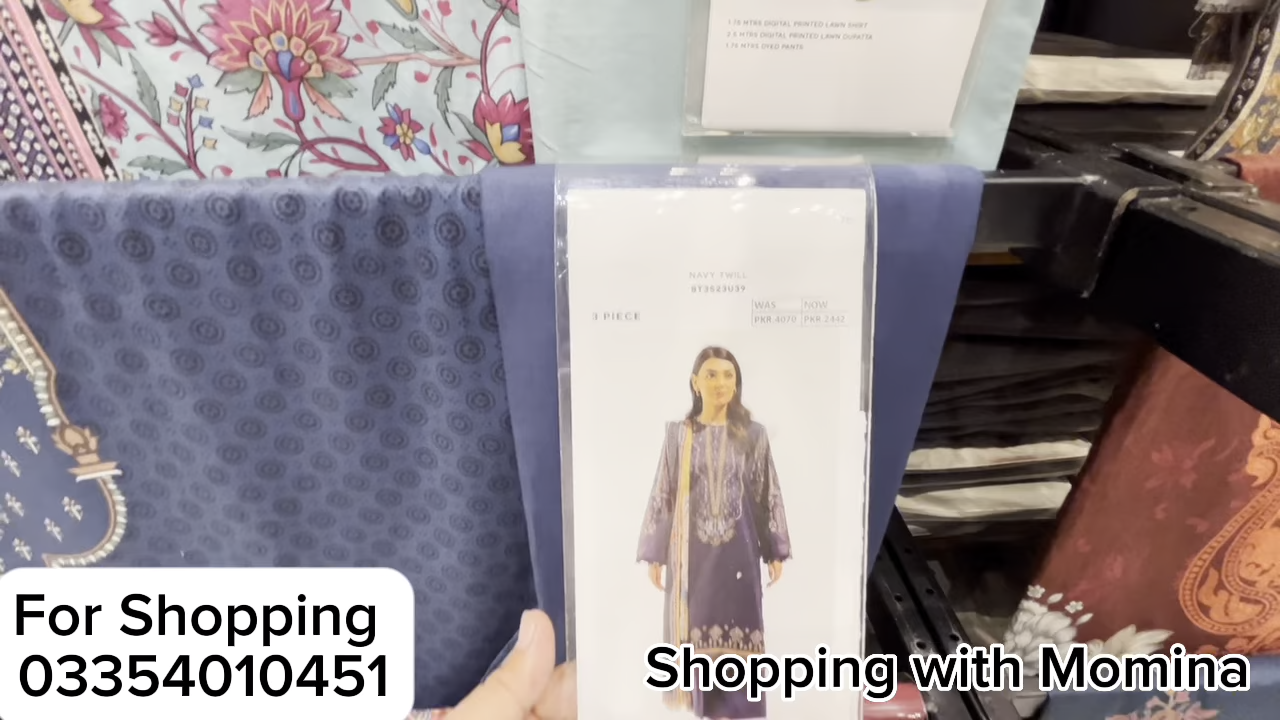 1.75 MTRS DIGITAL PRINTED LAWN SHIRT
2.5 MTRS DIGITAL PRINTED LAWN DUPATTA
1.75 MTRS DYED PANTS
NAVY TWILL
ST3523U39
3 PIECE
WAS NOW
PKR 4070 PKR 2442
For Shopping
03354010451
Shopping with Momina